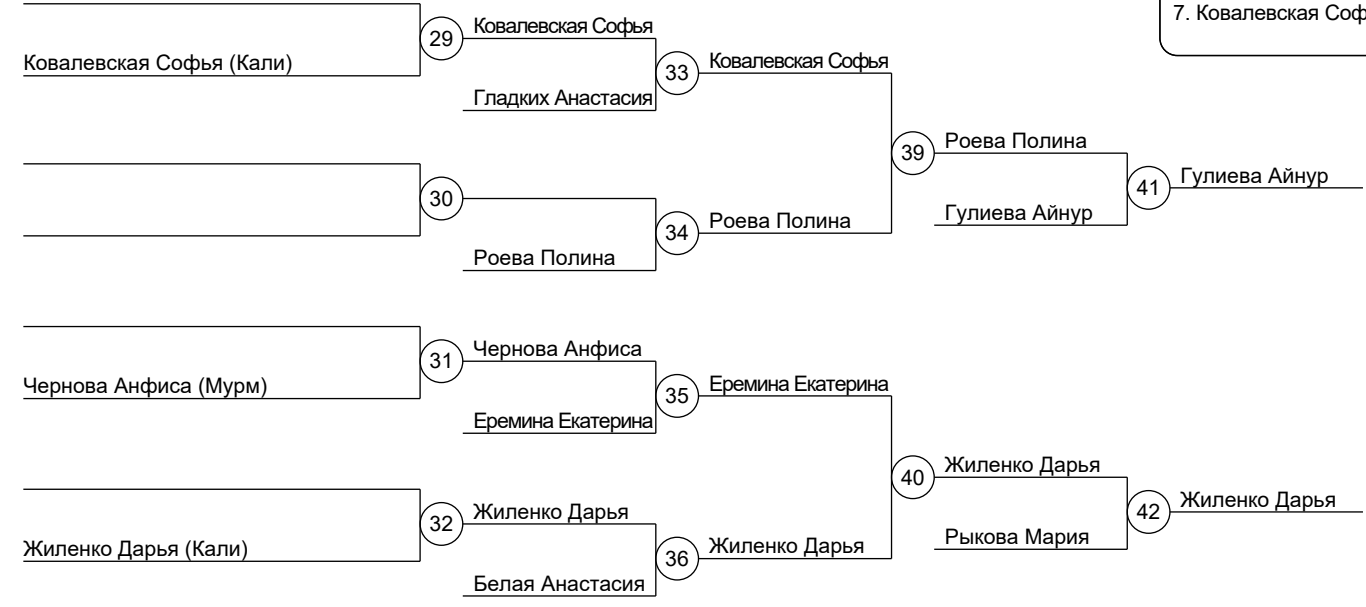 7. Ковалевская Соф
29
Ковалевская Софья
Ковалевская Софья (Кали)
33
Ковалевская Софья
Гладких Анастасия
39
Роева Полина
41
Гулиева Айнур
30
34
Роева Полина
Гулиева Айнур
Роева Полина
31
Чернова Анфиса
Чернова Анфиса (Мурм)
35
Еремина Екатерина
Еремина Екатерина
40
Жиленко Дарья
42
Жиленко Дарья
32
Жиленко Дарья
Рыкова Мария
Жиленко Дарья (Кали)
36
Жиленко Дарья
Белая Анастасия